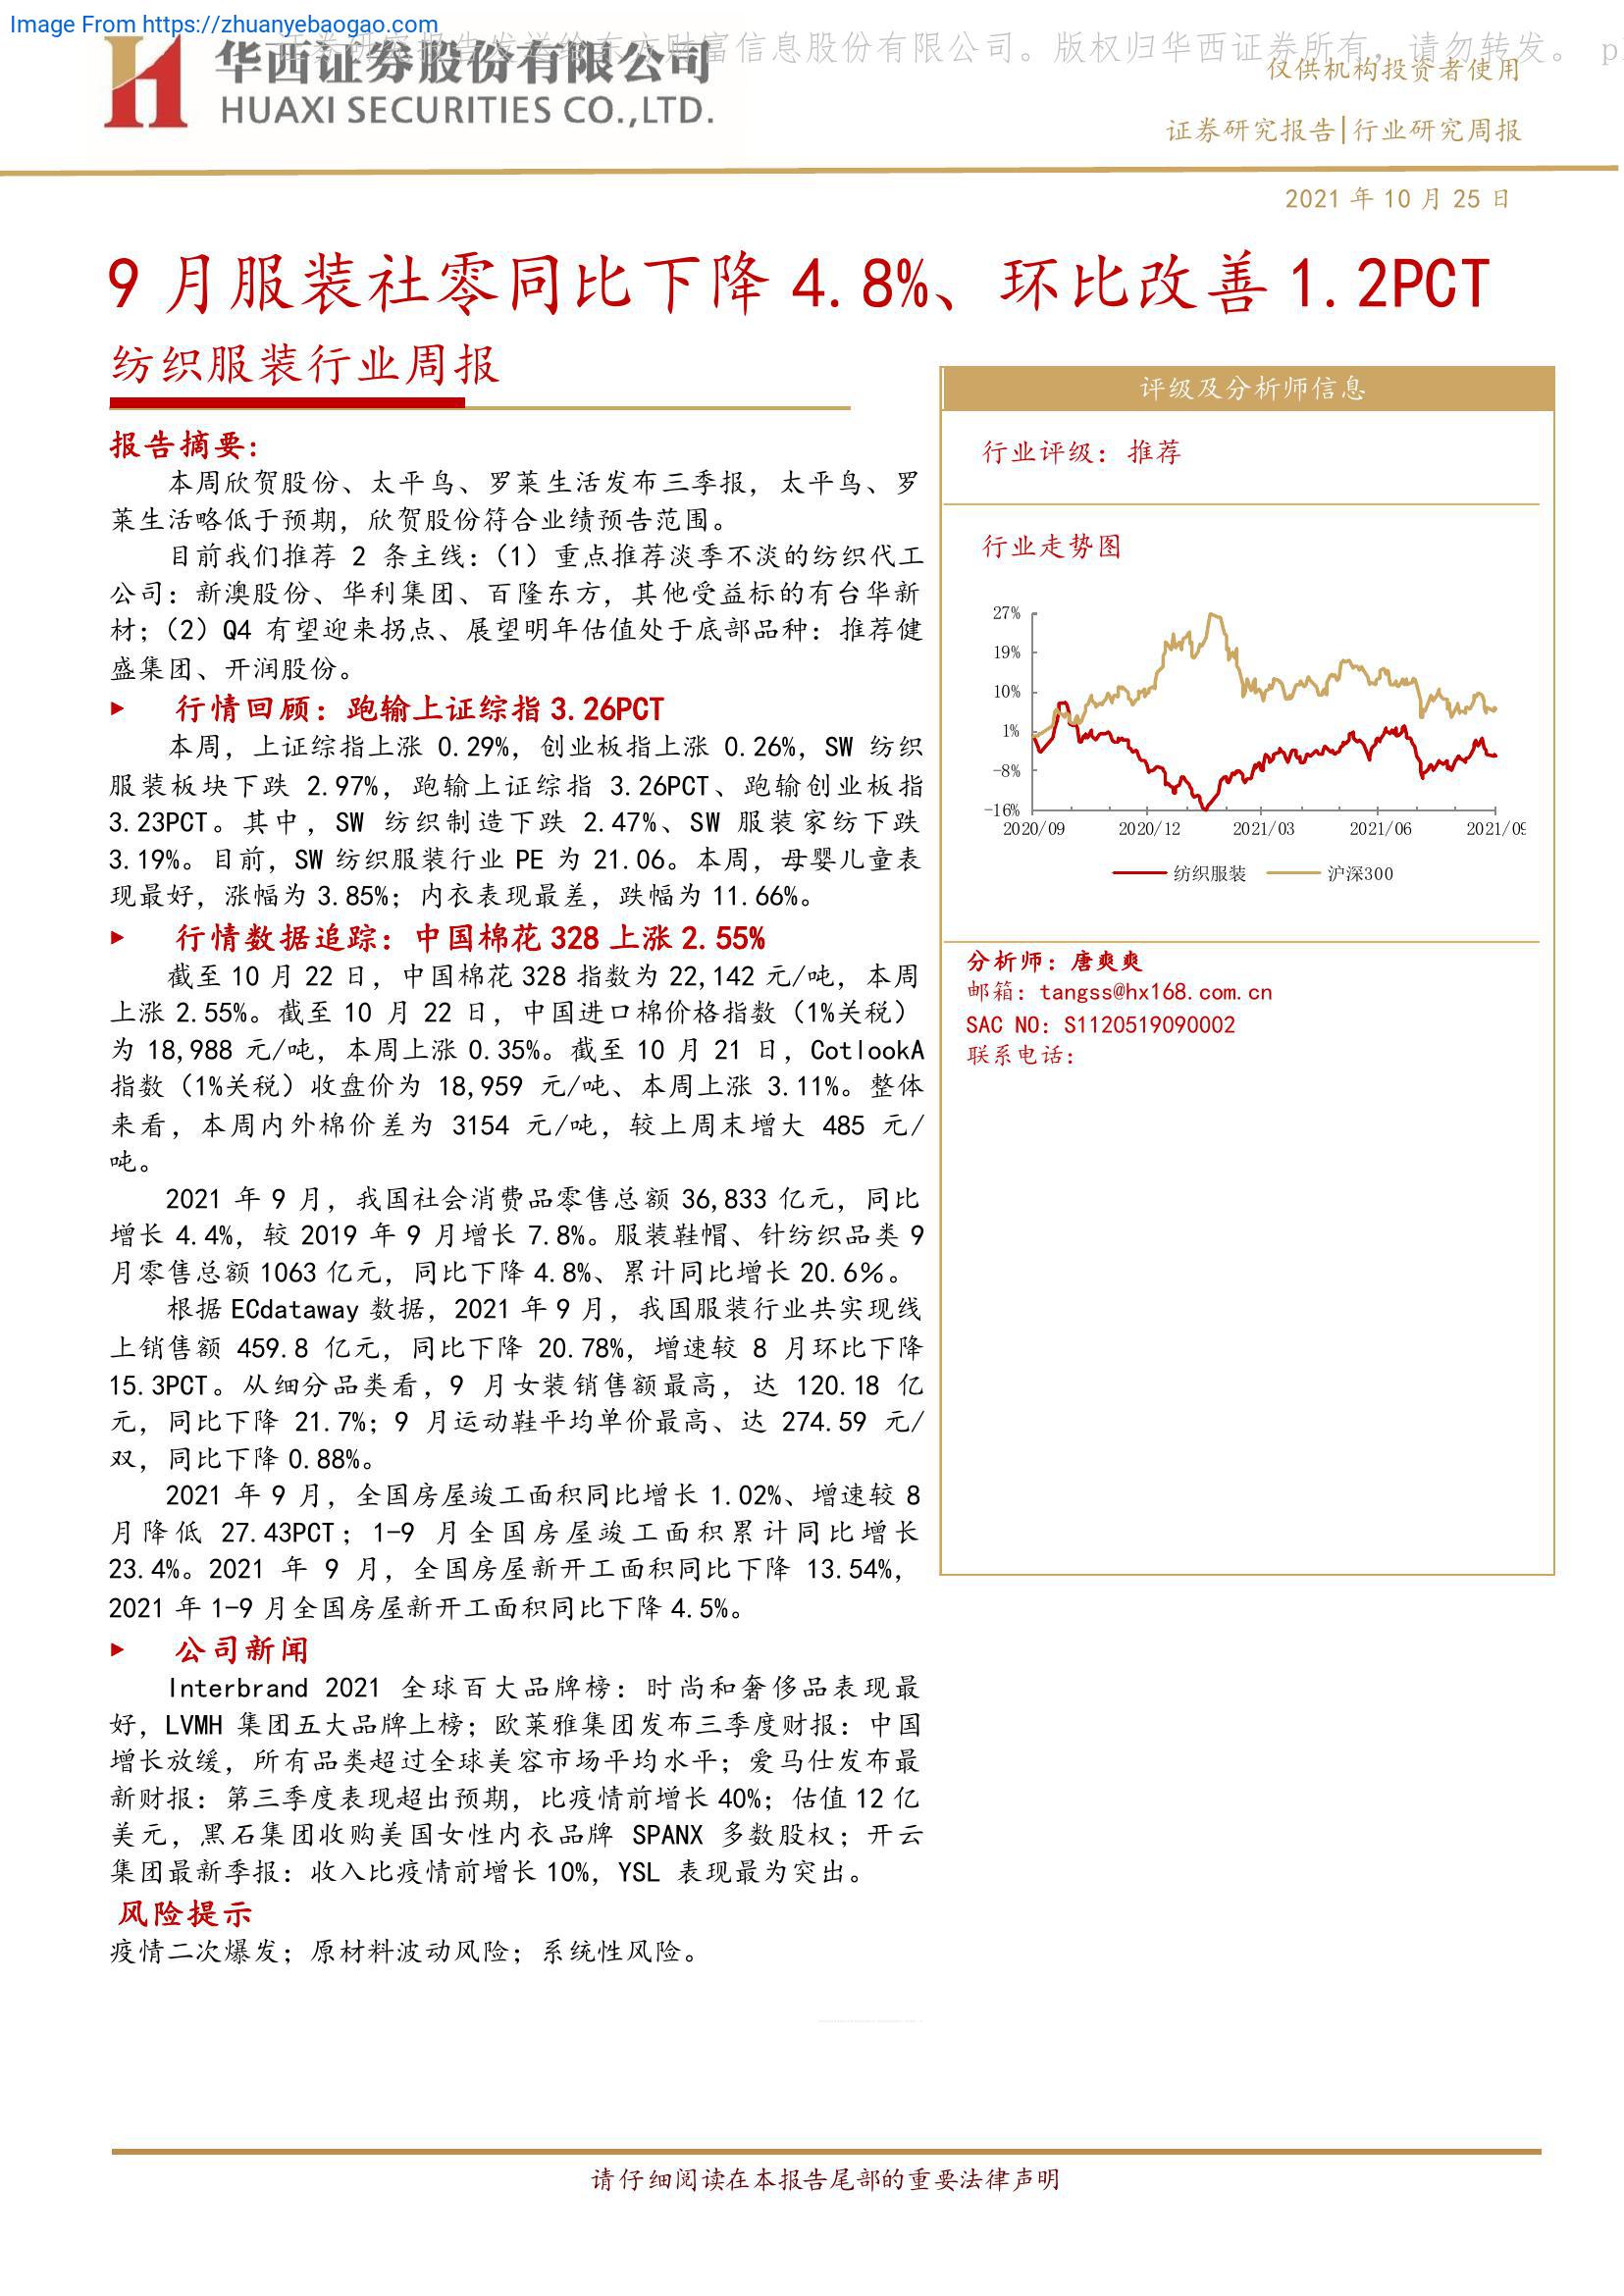 Image From https://zhuanyebaogao.com
证券研究报告发送给东方财富信息股份有限公司。版权归华西证券所有，请勿转发。 p
华西证券股份有限公司
HUAXI SECURITIES CO.,LTD.
仅供机构投资者使用
证券研究报告|行业研究周报
2021 年 10 月 25 日
9 月服装社零同比下降 4.8%、环比改善 1.2PCT
纺织服装行业周报
报告摘要：
本周欣贺股份、太平鸟、罗莱生活发布三季报，太平鸟、罗
莱生活略低于预期，欣贺股份符合业绩预告范围。
目前我们推荐 2 条主线：（1）重点推荐淡季不淡的纺织代工
公司：新澳股份、华利集团、百隆东方，其他受益标的有台华新
材；（2）Q4 有望迎来拐点、展望明年估值处于底部品种：推荐健
盛集团、开润股份。
行情回顾：跑输上证综指 3.26PCT
本周，上证综指上涨 0.29%，创业板指上涨 0.26%，SW 纺织
服装板块下跌 2.97%，跑输上证综指 3.26PCT、跑输创业板指
3.23PCT。其中，SW 纺织制造下跌 2.47%、SW 服装家纺下跌
3.19%。目前，SW 纺织服装行业 PE 为 21.06。本周，母婴儿童表
现最好，涨幅为 3.85%；内衣表现最差，跌幅为 11.66%。
行情数据追踪：中国棉花 328 上涨 2.55%
截至 10 月 22 日，中国棉花 328 指数为 22,142 元/吨，本周
上涨 2.55%。截至 10 月 22 日，中国进口棉价格指数（1%关税）
为 18,988 元/吨，本周上涨 0.35%。截至 10 月 21 日，CotlookA
指数（1%关税）收盘价为 18,959 元/吨、本周上涨 3.11%。整体
来看，本周内外棉价差为 3154 元/吨，较上周末增大 485 元/
吨。
2021 年 9 月，我国社会消费品零售总额 36,833 亿元，同比
增长 4.4%，较 2019 年 9 月增长 7.8%。服装鞋帽、针纺织品类 9
月零售总额 1063 亿元，同比下降 4.8%、累计同比增长 20.6%。
根据 ECdataway 数据，2021 年 9 月，我国服装行业共实现线
上销售额 459.8 亿元，同比下降 20.78%，增速较 8 月环比下降
15.3PCT。从细分品类看，9 月女装销售额最高，达 120.18 亿
元，同比下降 21.7%；9 月运动鞋平均单价最高、达 274.59 元/
双，同比下降 0.88%。
2021 年 9 月，全国房屋竣工面积同比增长 1.02%、增速较 8
月降低 27.43PCT；1-9 月全国房屋竣工面积累计同比增长
23.4%。2021 年 9 月，全国房屋新开工面积同比下降 13.54%，
2021 年 1-9 月全国房屋新开工面积同比下降 4.5%。
公司新闻
Interbrand 2021 全球百大品牌榜：时尚和奢侈品表现最
好，LVMH 集团五大品牌上榜；欧莱雅集团发布三季度财报：中国
增长放缓，所有品类超过全球美容市场平均水平；爱马仕发布最
新财报：第三季度表现超出预期，比疫情前增长 40%；估值 12 亿
美元，黑石集团收购美国女性内衣品牌 SPANX 多数股权；开云
集团最新季报：收入比疫情前增长 10%，YSL 表现最为突出。
风险提示
疫情二次爆发；原材料波动风险；系统性风险。
评级及分析师信息
行业评级：推荐
行业走势图
27%
19%
10%
1%
-8%
-16%
2020/09 2020/12 2021/03 2021/06 2021/09
纺织服装 沪深300
分析师：唐爽爽
邮箱：tangss@hx168.com.cn
SAC NO：S1120519090002
联系电话：
请仔细阅读在本报告尾部的重要法律声明